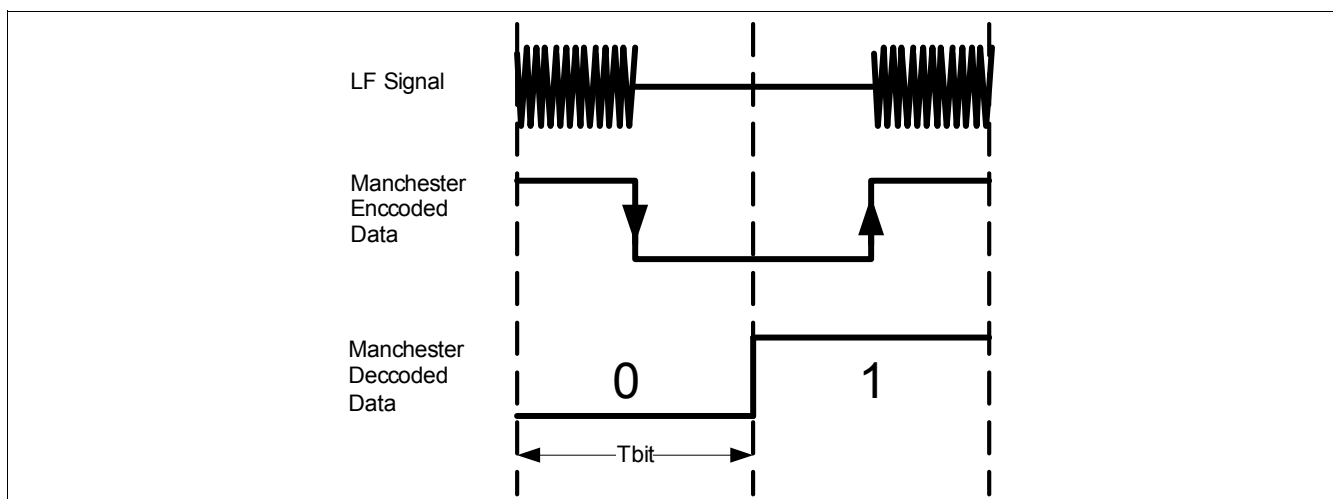 LF Signal
Manchester
Enccoded
Data
Manchester
Deccoded
Data
0
1
Tbit